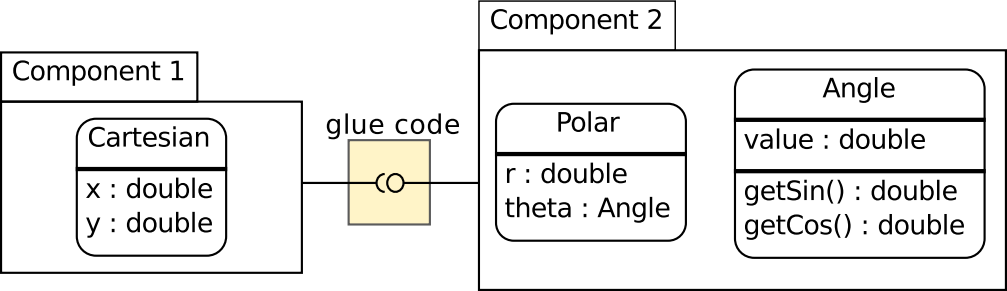 Component 1
Cartesian
x : double
y : double
glue code
Component 2
Polar
r : double
theta : Angle
Angle
value : double
getSin() : double
getCos() : double